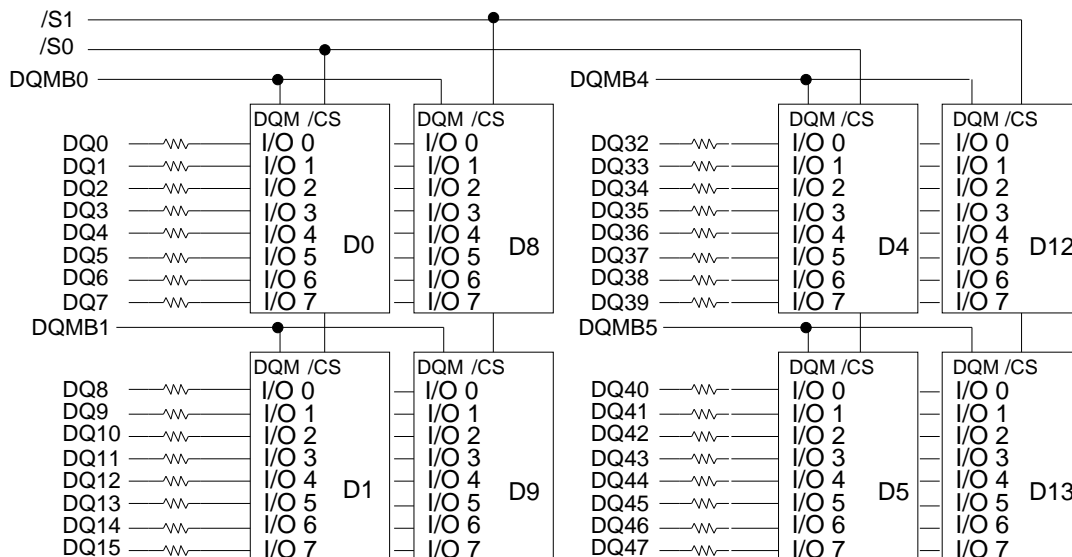 /S1
/S0
DQMB0 DQMB4
DQM /CS DQM /CS DQM /CS DQM /CS
DQ0 I/O 0 I/O 0 DQ32 I/O 0 I/O 0
DQ1 I/O 1 I/O 1 DQ33 I/O 1 I/O 1
DQ2 I/O 2 I/O 2 DQ34 I/O 2 I/O 2
DQ3 I/O 3 I/O 3 DQ35 I/O 3 I/O 3
DQ4 I/O 4 D0 I/O 4 D8 DQ36 I/O 4 D4 I/O 4 D12
DQ5 I/O 5 I/O 5 DQ37 I/O 5 I/O 5
DQ6 I/O 6 I/O 6 DQ38 I/O 6 I/O 6
DQ7 I/O 7 I/O 7 DQ39 I/O 7 I/O 7
DQMB1 DQMB5
DQM /CS DQM /CS DQM /CS DQM /CS
DQ8 I/O 0 I/O 0 DQ40 I/O 0 I/O 0
DQ9 I/O 1 I/O 1 DQ41 I/O 1 I/O 1
DQ10 I/O 2 I/O 2 DQ42 I/O 2 I/O 2
DQ11 I/O 3 I/O 3 DQ43 I/O 3 I/O 3
DQ12 I/O 4 D1 I/O 4 D9 DQ44 I/O 4 D5 I/O 4 D13
DQ13 I/O 5 I/O 5 DQ45 I/O 5 I/O 5
DQ14 I/O 6 I/O 6 DQ46 I/O 6 I/O 6
DQ15 I/O 7 I/O 7 DQ47 I/O 7 I/O 7